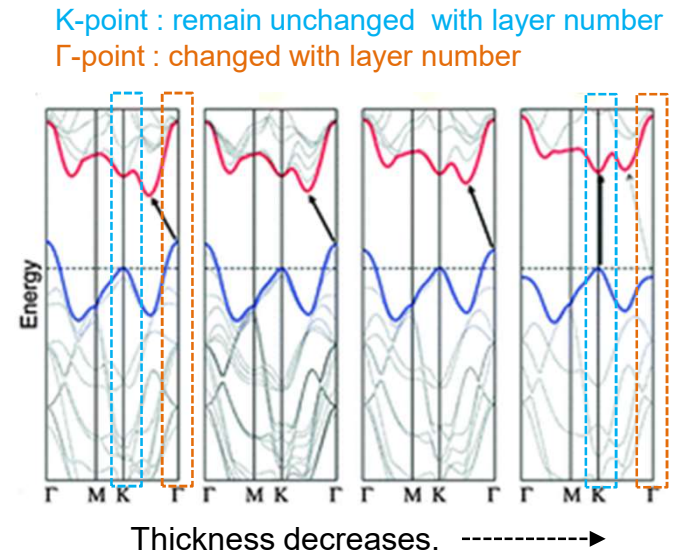 K-point : remain unchanged with layer number
Γ-point : changed with layer number
Energy
Γ M K Γ Γ M K Γ Γ M K Γ Γ M K Γ
Thickness decreases.